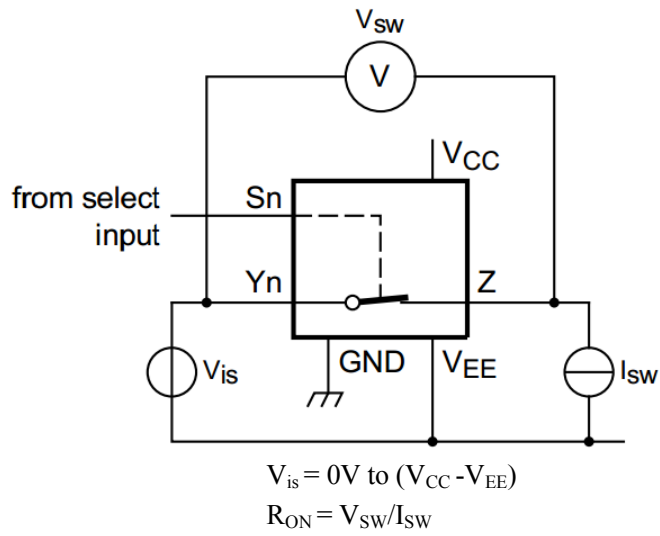 Vsw
V
VCC
from select
input
Sn
Yn
Z
Vis
GND
VEE
Isw
Vis = 0V to (VCC -VEE)
RON = VSW/ISW